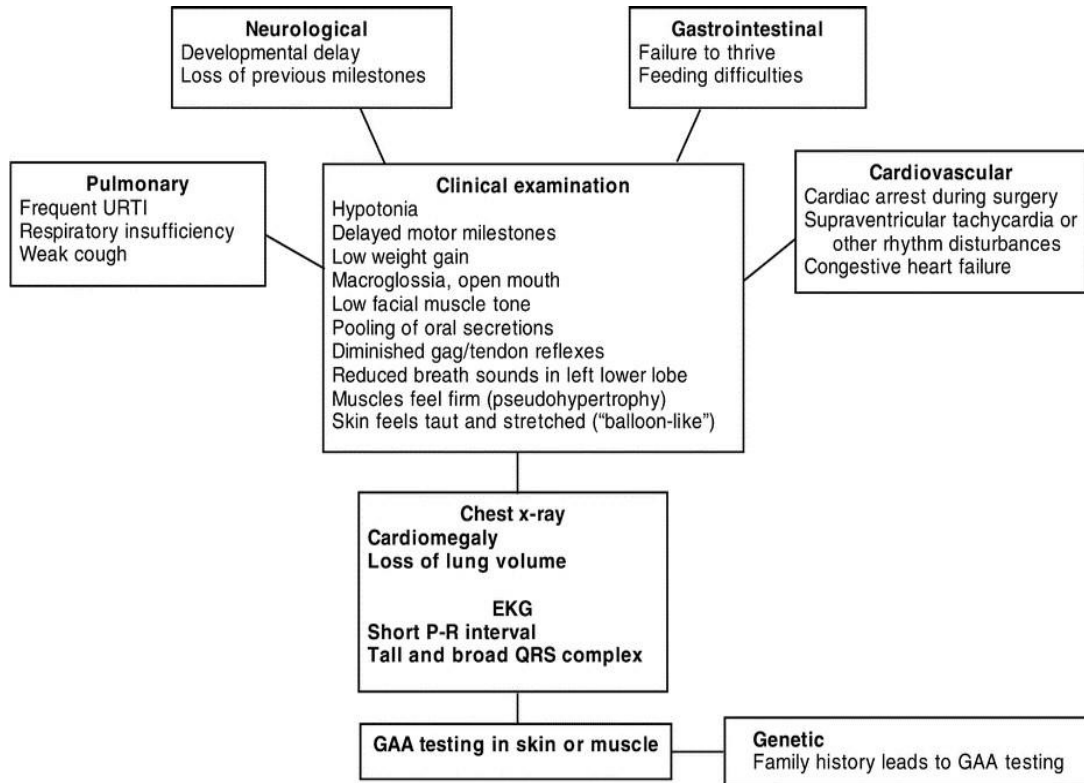 Neurological
Developmental delay
Loss of previous milestones
Gastrointestinal
Failure to thrive
Feeding difficulties
Pulmonary
Frequent URTI
Respiratory insufficiency
Weak cough
Clinical examination
Hypotonia
Delayed motor milestones
Low weight gain
Macroglossia, open mouth
Low facial muscle tone
Pooling of oral secretions
Diminished gag/tendon reflexes
Reduced breath sounds in left lower lobe
Muscles feel firm (pseudohypertrophy)
Skin feels taut and stretched (“balloon-like”)
Cardiovascular
Cardiac arrest during surgery
Supraventricular tachycardia or
other rhythm disturbances
Congestive heart failure
Chest x-ray
Cardiomegaly
Loss of lung volume
EKG
Short P-R interval
Tall and broad QRS complex
GAA testing in skin or muscle
Genetic
Family history leads to GAA testing